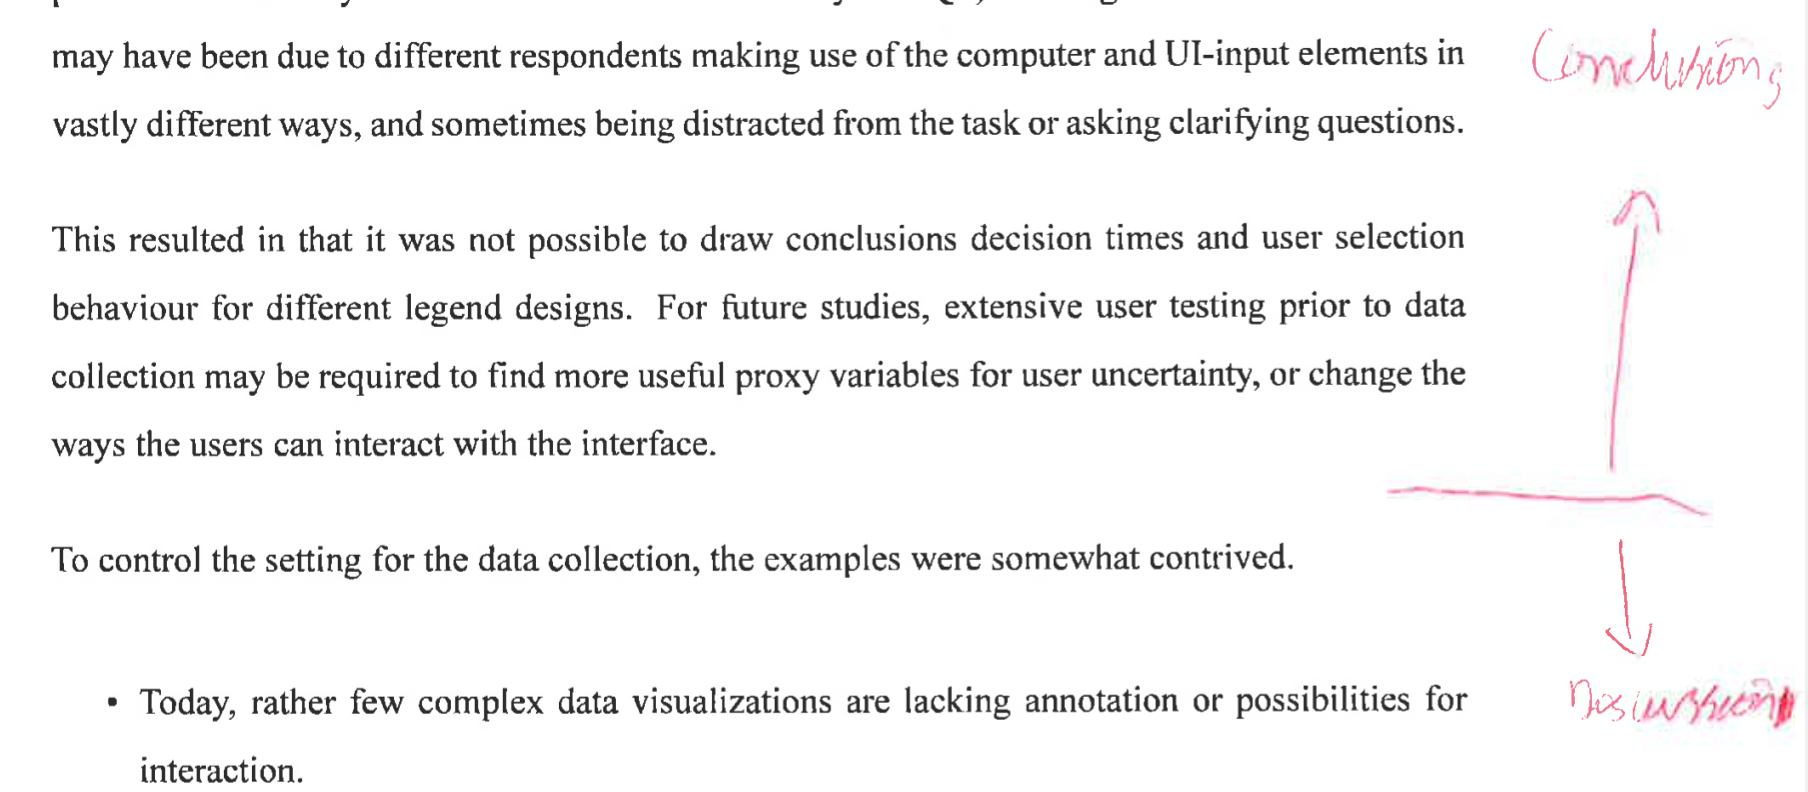 may have been due to different respondents making use of the computer and UI-input elements in
Conclusions
vastly different ways, and sometimes being distracted from the task or asking clarifying questions.
This resulted in that it was not possible to draw conclusions decision times and user selection
behaviour for different legend designs. For future studies, extensive user testing prior to data
collection may be required to find more useful proxy variables for user uncertainty, or change the
ways the users can interact with the interface.
To control the setting for the data collection, the examples were somewhat contrived.
• Today, rather few complex data visualizations are lacking annotation or possibilities for
Discussion
interaction.